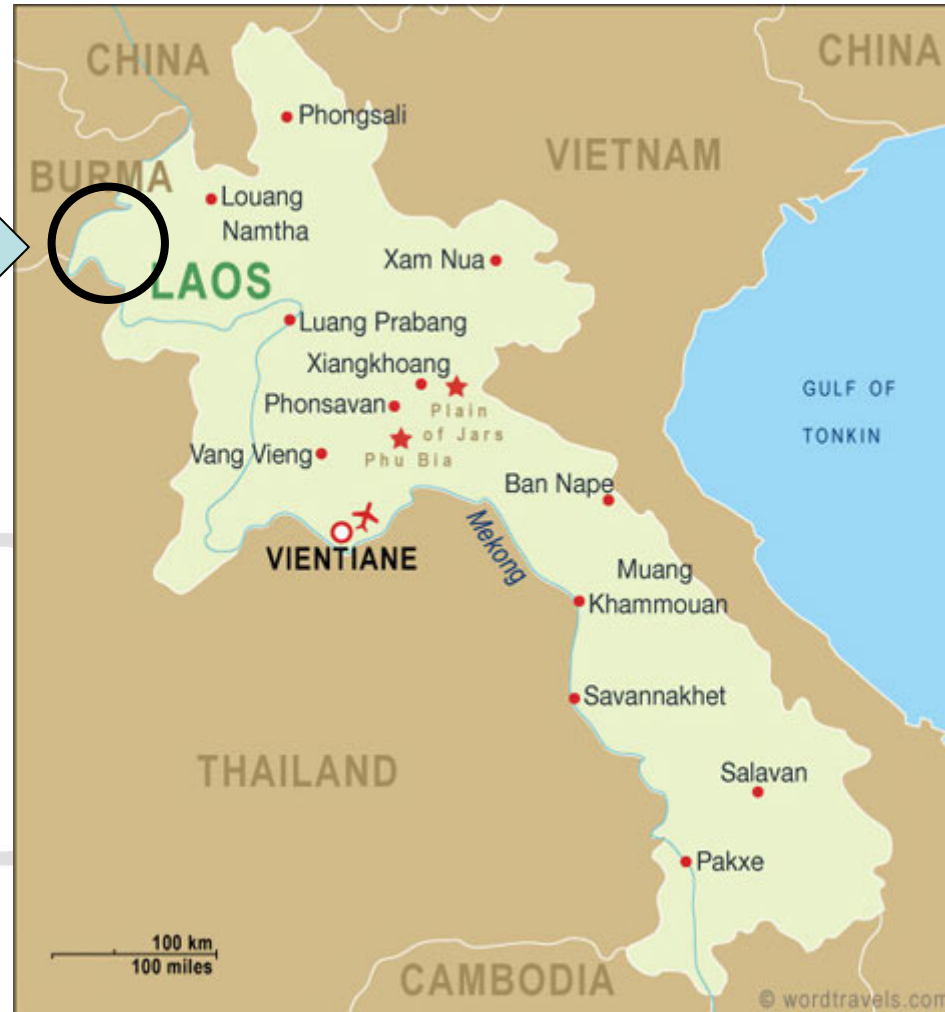 CHINA
CHINA
Phongsali
VIETNAM
BURMA
Louang
Namtha
Xam Nua
LAOS
Luang Prabang
Xiangkhoang
GULF OF
TONKIN
Phonsavan
Plain
of Jars
Vang Vieng
Phu Bia
Ban Nape
Mekong
VIENTIANE
Muang
Khammouan
Savannakhet
THAILAND
Salavan
Pakxe
100 km
100 miles
CAMBODIA
© wordtravels.com